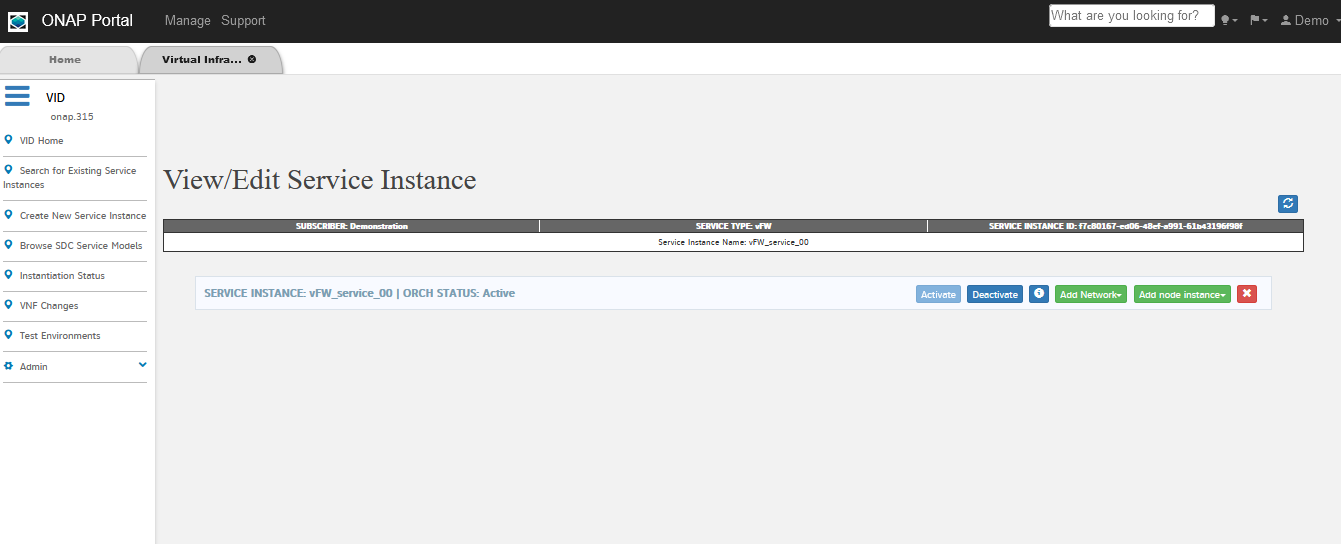 ONAP Portal Manage Support What are you looking for? Demo
Home Virtual Infra...
VID
onap.315
VID Home
Search for Existing Service
Instances
Create New Service Instance
Browse SDC Service Models
Instantiation Status
VNF Changes
Test Environments
Admin
View/Edit Service Instance
SUBSCRIBER: Demonstration SERVICE TYPE: vFW SERVICE INSTANCE ID: f7c80167-ed06-48ef-a991-61b43196f98f
Service Instance Name: vFW_service_00
SERVICE INSTANCE: vFW_service_00 | ORCH STATUS: Active Activate Deactivate Add Network Add node instance